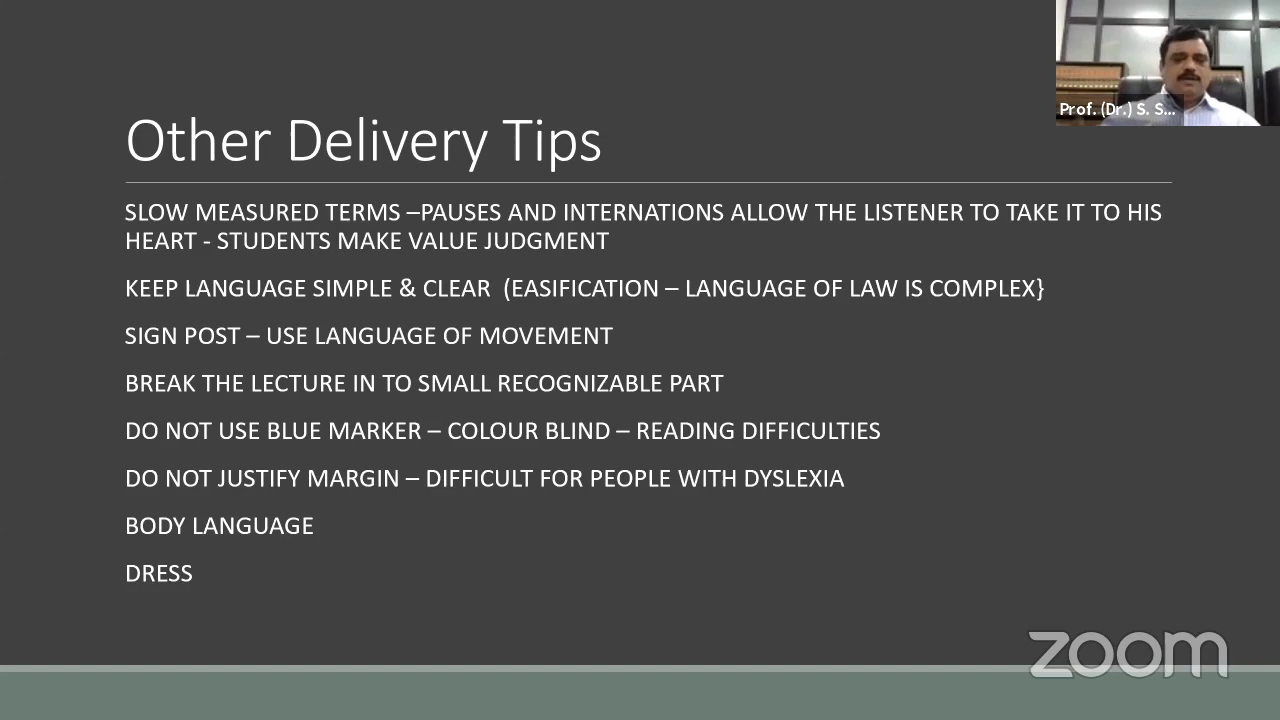 Prof. (Dr.) S. S...
Other Delivery Tips
SLOW MEASURED TERMS –PAUSES AND INTERNATIONS ALLOW THE LISTENER TO TAKE IT TO HIS
HEART - STUDENTS MAKE VALUE JUDGMENT
KEEP LANGUAGE SIMPLE & CLEAR  (EASIFICATION – LANGUAGE OF LAW IS COMPLEX}
SIGN POST – USE LANGUAGE OF MOVEMENT
BREAK THE LECTURE IN TO SMALL RECOGNIZABLE PART
DO NOT USE BLUE MARKER – COLOUR BLIND – READING DIFFICULTIES
DO NOT JUSTIFY MARGIN – DIFFICULT FOR PEOPLE WITH DYSLEXIA
BODY LANGUAGE
DRESS
zoom